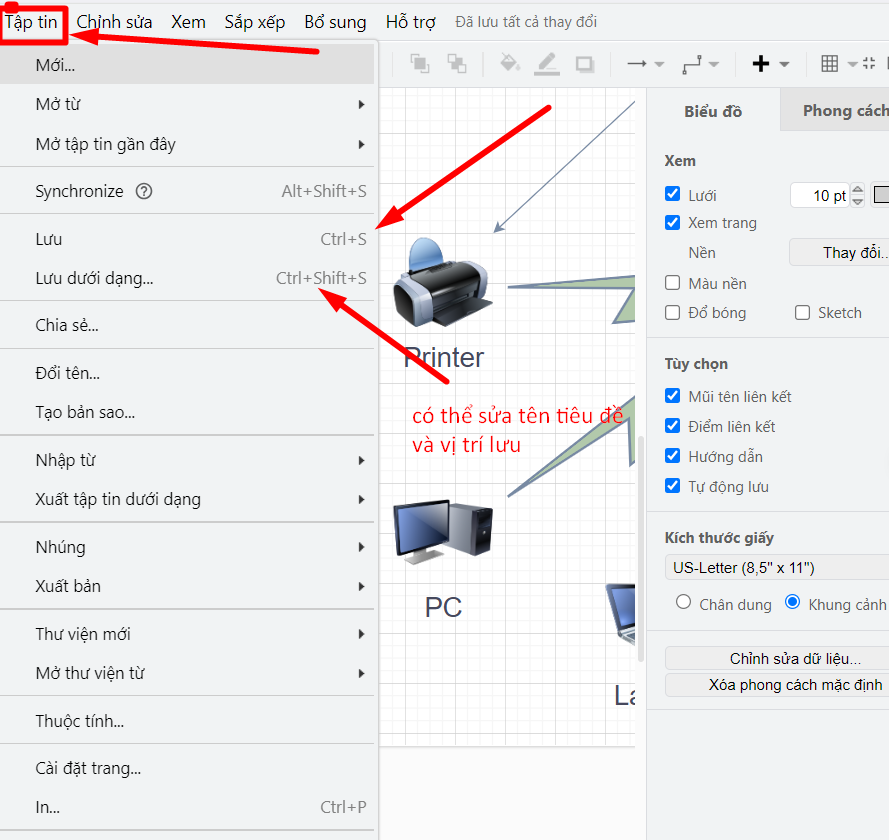 Tập tin Chỉnh sửa Xem Sắp xếp Bổ sung Hỗ trợ Đã lưu tất cả thay đổi
Mới...
Mở từ
Mở tập tin gần đây
Synchronize Alt+Shift+S
Lưu Ctrl+S
Lưu dưới dạng... Ctrl+Shift+S
Chia sẻ...
Đổi tên...
Tạo bản sao...
Nhập từ
Xuất tập tin dưới dạng
Nhúng
Xuất bản
Thư viện mới
Mở thư viện từ
Thuộc tính...
Cài đặt trang...
In... Ctrl+P
Printer
có thể sửa tên tiêu đề
và vị trí lưu
PC
La
Biểu đồ Phong cách
Xem
Lưới 10 pt
Xem trang
Nền Thay đổi...
Màu nền
Đổ bóng Sketch
Tùy chọn
Mũi tên liên kết
Điểm liên kết
Hướng dẫn
Tự động lưu
Kích thước giấy
US-Letter (8,5" x 11")
Chân dung Khung cảnh
Chỉnh sửa dữ liệu...
Xóa phong cách mặc định